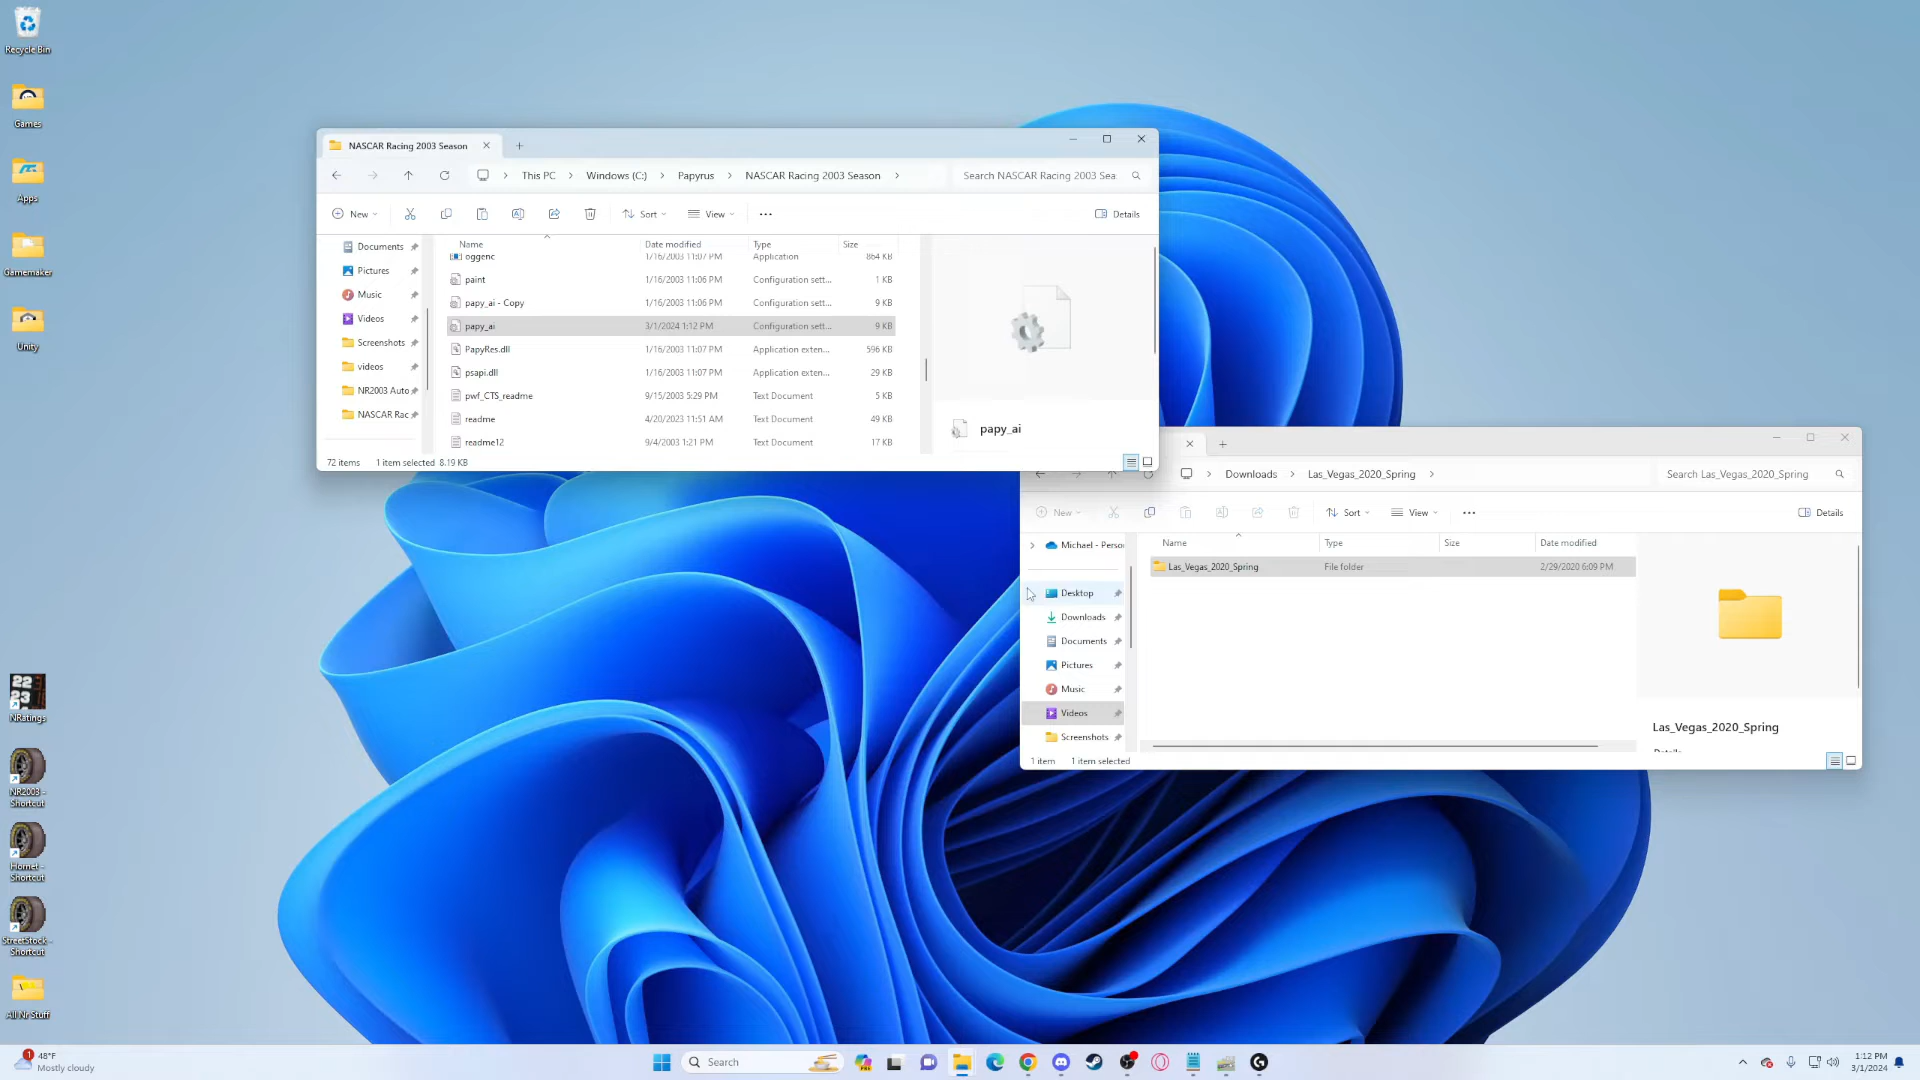 Recycle Bin
Games
Apps
Gamemaker
Unity
NRatings
NR2003 -
Shortcut
Hornet -
Shortcut
StreetStock -
Shortcut
All Nr Stuff
NASCAR Racing 2003 Season
This PC
Windows (C:)
Papyrus
NASCAR Racing 2003 Season
Search NASCAR Racing 2003 Sea
New
Sort
View
Details
Documents
Pictures
Music
Videos
Screenshots
videos
NR2003 Auto
NASCAR Rac
Name Date modified Type Size
oggenc 1/16/2003 11:07 PM Application 864 KB
paint 1/16/2003 11:06 PM Configuration sett... 1 KB
papy_ai - Copy 1/16/2003 11:06 PM Configuration sett... 9 KB
papy_ai 3/1/2024 1:12 PM Configuration sett... 9 KB
PapyRes.dll 1/16/2003 11:07 PM Application exten... 596 KB
psapi.dll 1/16/2003 11:07 PM Application exten... 29 KB
pwf_CTS_readme 9/15/2003 5:29 PM Text Document 5 KB
readme 4/20/2023 11:51 AM Text Document 49 KB
readme12 9/4/2003 1:21 PM Text Document 17 KB
papy_ai
72 items 1 item selected 8.19 KB
Downloads
Las_Vegas_2020_Spring
Search Las_Vegas_2020_Spring
New
Sort
View
Details
Michael - Perso
Desktop
Downloads
Documents
Pictures
Music
Videos
Screenshots
Name Type Size Date modified
Las_Vegas_2020_Spring File folder 2/29/2020 6:09 PM
Las_Vegas_2020_Spring
1 item 1 item selected
1
48°F
Mostly cloudy
Search
1:12 PM
3/1/2024